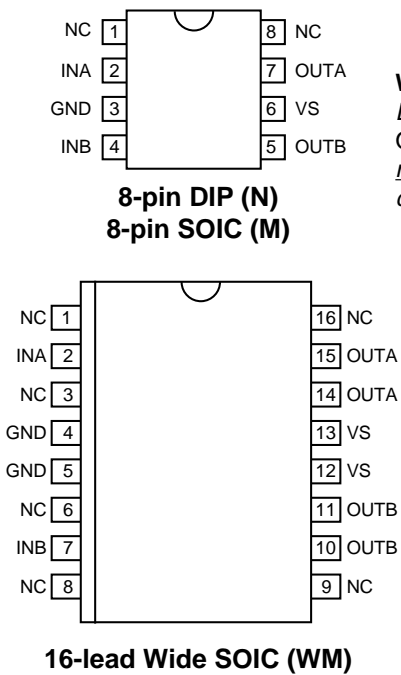 NC 1 8 NC
INA 2 7 OUTA
GND 3 6 VS
INB 4 5 OUTB
8-pin DIP (N)
8-pin SOIC (M)
NC 1 16 NC
INA 2 15 OUTA
NC 3 14 OUTA
GND 4 13 VS
GND 5 12 VS
NC 6 11 OUTB
INB 7 10 OUTB
NC 8 9 NC
16-lead Wide SOIC (WM)